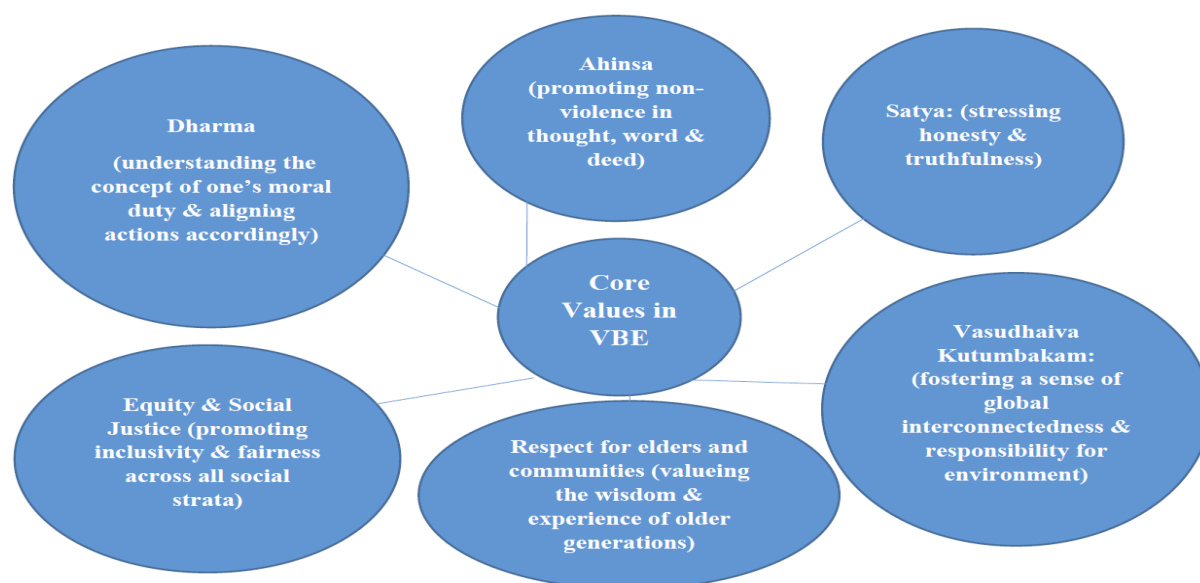 Dharma
(understanding the
concept of one’s moral
duty & aligning
actions accordingly)
Ahinsa
(promoting non-
violence in
thought, word &
deed)
Satya: (stressing
honesty &
truthfulness)
Core
Values in
VBE
Equity & Social
Justice (promoting
inclusivity & fairness
across all social
strata)
Respect for elders and
communities (valueing
the wisdom &
experience of older
generations)
Vasudhaiva
Kutumbakam:
(fostering a sense of
global
interconnectedness &
responsibility for
environment)